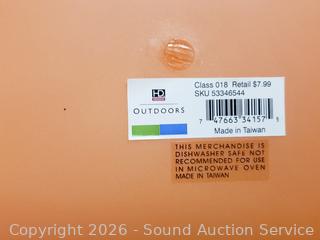 Class 018 Retail $7.99
SKU 53346544
HD
OUTDOORS
7 47663 34157 9
Made in Taiwan
THIS MERCHANDISE IS
DISHWASHER SAFE NOT
RECOMMENDED FOR USE
IN MICROWAVE OVEN
MADE IN TAIWAN
Copyright 2026 - Sound Auction Service